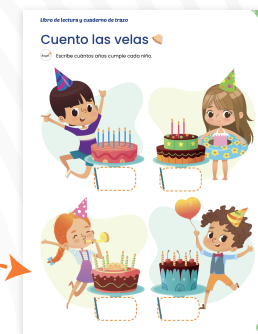 Libro de lectura y cuaderno de trazo
Cuento las velas
Escribe cuántos años cumple cada niño.